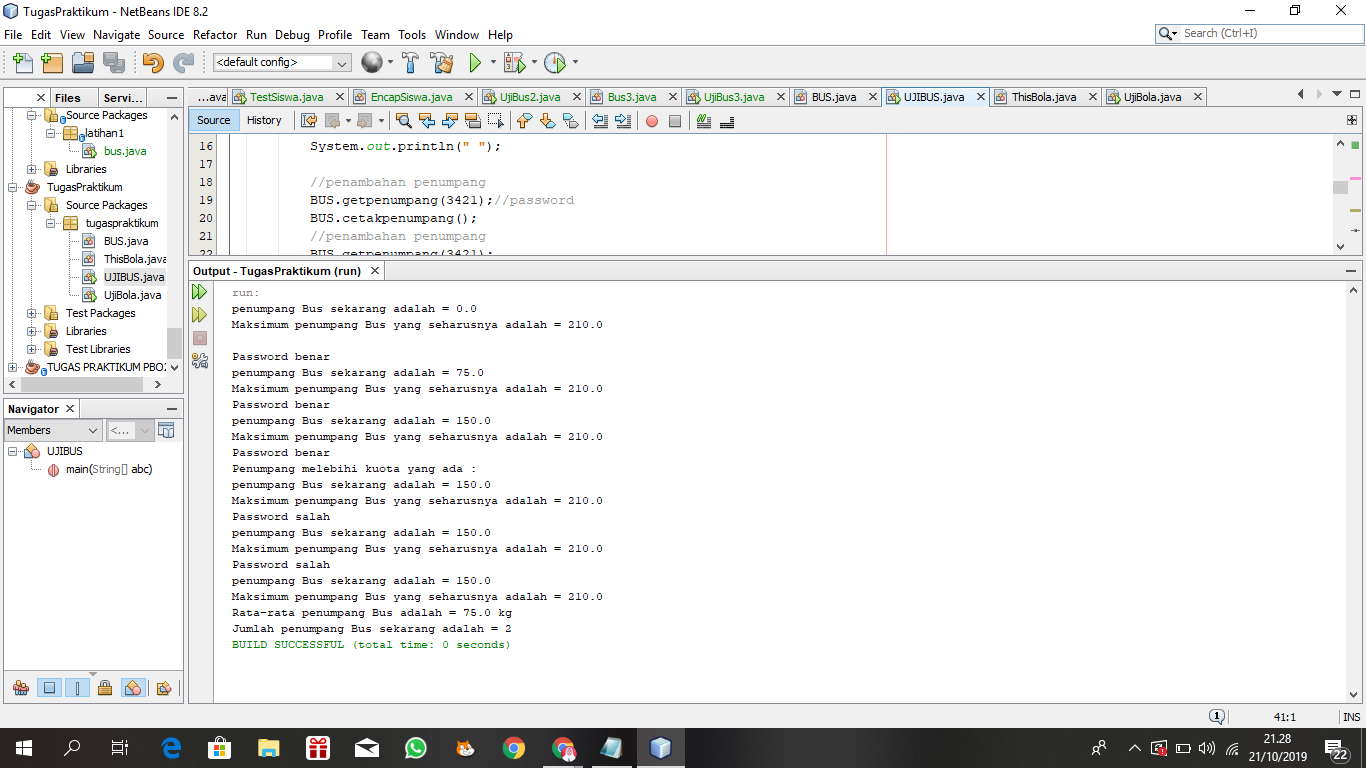 TugasPraktikum - NetBeans IDE 8.2
File Edit View Navigate Source Refactor Run Debug Profile Team Tools Window Help
Search (Ctrl+I)
<default config>
Files Servi...
...ava TestSiswa.java EncapSiswa.java UjiBus2.java Bus3.java UjiBus3.java BUS.java UJIBUS.java ThisBola.java UjiBola.java
Source History
Source Packages
latihan1
bus.java
Libraries
TugasPraktikum
Source Packages
tugaspraktikum
BUS.java
ThisBola.java
UJIBUS.java
UjiBola.java
Test Packages
Libraries
Test Libraries
TUGAS PRAKTIKUM PBO
16 System.out.println(" ");
17
18 //penambahan penumpang
19 BUS.getpenumpang(3421);//password
20 BUS.cetakpenumpang();
21 //penambahan penumpang
22 BUS.getpenumpang(3421);
Output - TugasPraktikum (run)
run:
penumpang Bus sekarang adalah = 0.0
Maksimum penumpang Bus yang seharusnya adalah = 210.0
Password benar
penumpang Bus sekarang adalah = 75.0
Maksimum penumpang Bus yang seharusnya adalah = 210.0
Password benar
penumpang Bus sekarang adalah = 150.0
Maksimum penumpang Bus yang seharusnya adalah = 210.0
Password benar
Penumpang melebihi kuota yang ada :
penumpang Bus sekarang adalah = 150.0
Maksimum penumpang Bus yang seharusnya adalah = 210.0
Password salah
penumpang Bus sekarang adalah = 150.0
Maksimum penumpang Bus yang seharusnya adalah = 210.0
Password salah
penumpang Bus sekarang adalah = 150.0
Maksimum penumpang Bus yang seharusnya adalah = 210.0
Rata-rata penumpang Bus adalah = 75.0 kg
Jumlah penumpang Bus sekarang adalah = 2
BUILD SUCCESSFUL (total time: 0 seconds)
Navigator
Members <...
UJIBUS
main(String[] abc)
1 41:1 INS
21.28
21/10/2019
22